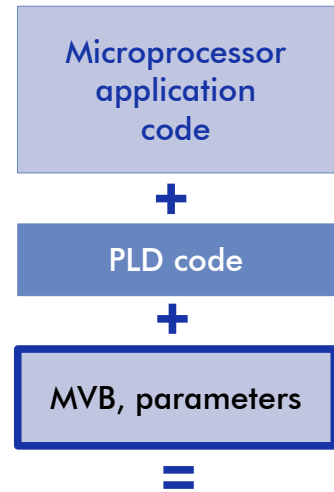 Microprocessor
application
code
+
PLD code
+
MVB, parameters
=